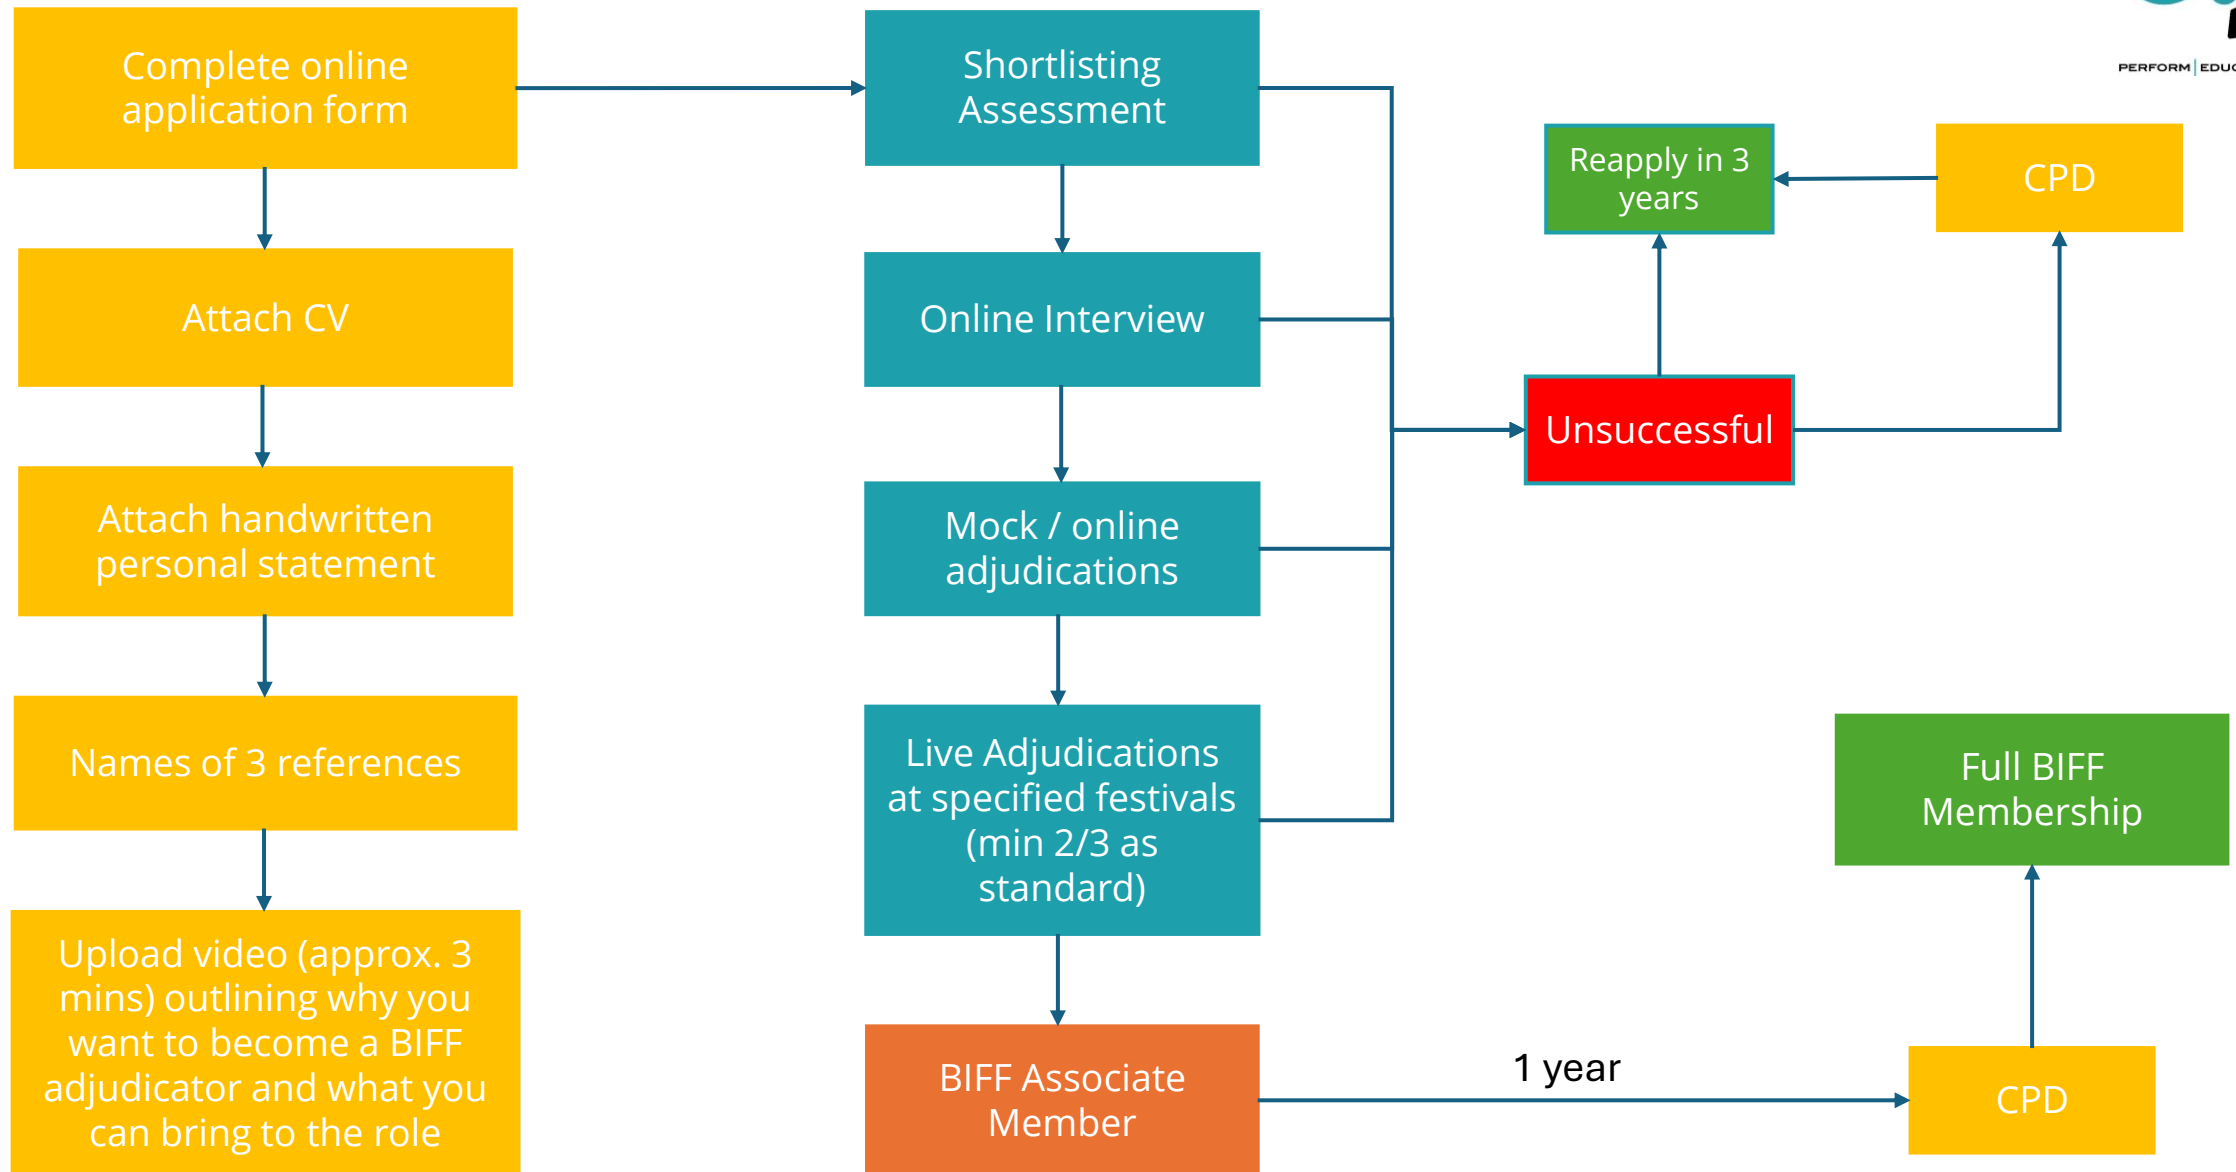 Complete online
application form
Attach CV
Attach handwritten
personal statement
Names of 3 references
Upload video (approx. 3
mins) outlining why you
want to become a BIFF
adjudicator and what you
can bring to the role
Shortlisting
Assessment
Online Interview
Mock / online
adjudications
Live Adjudications
at specified festivals
(min 2/3 as
standard)
BIFF Associate
Member
PERFORM
Reapply in 3
years
CPD
Unsuccessful
1 year
Full BIFF
Membership
CPD